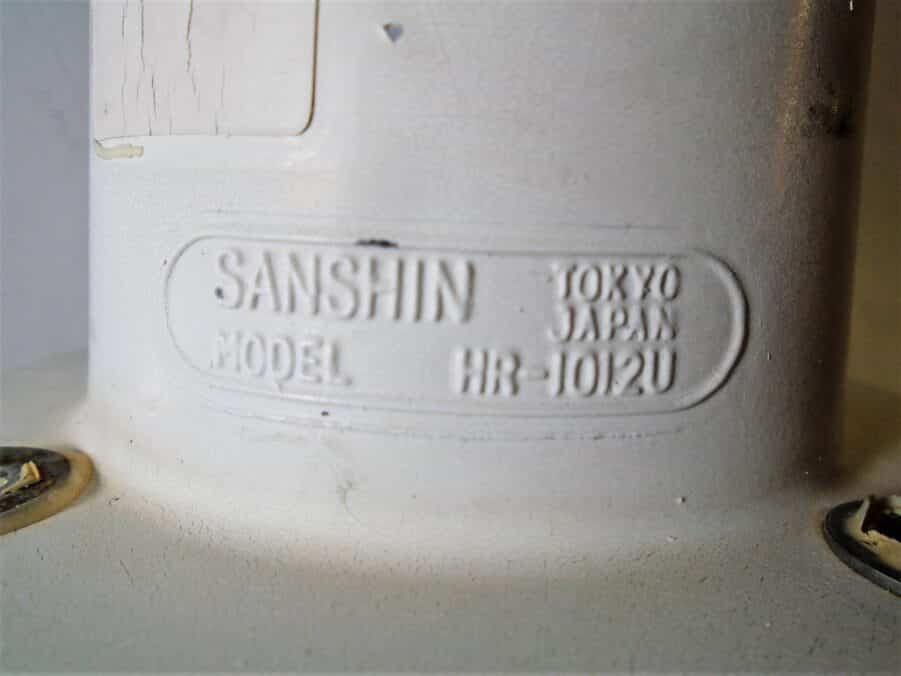 SANSHIN TOKYO
JAPAN
MODEL HR-1012U